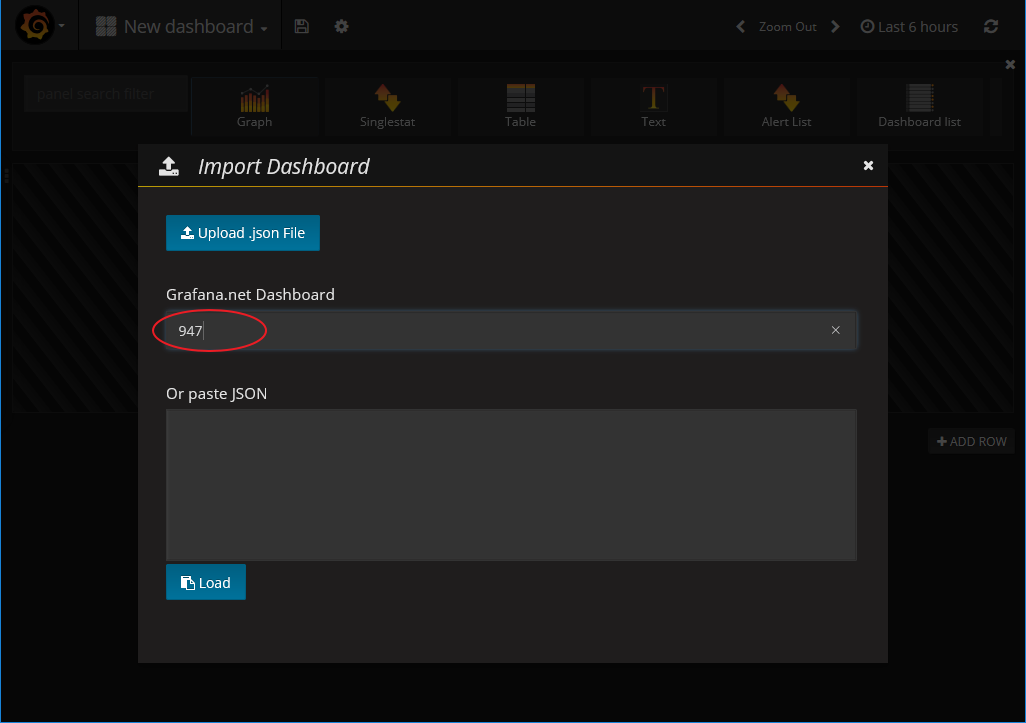 New dashboard
Zoom Out
Last 6 hours
panel search filter
Graph
Singlestat
Table
Text
Alert List
Dashboard list
Import Dashboard
Upload .json File
Grafana.net Dashboard
947
Or paste JSON
ADD ROW
Load